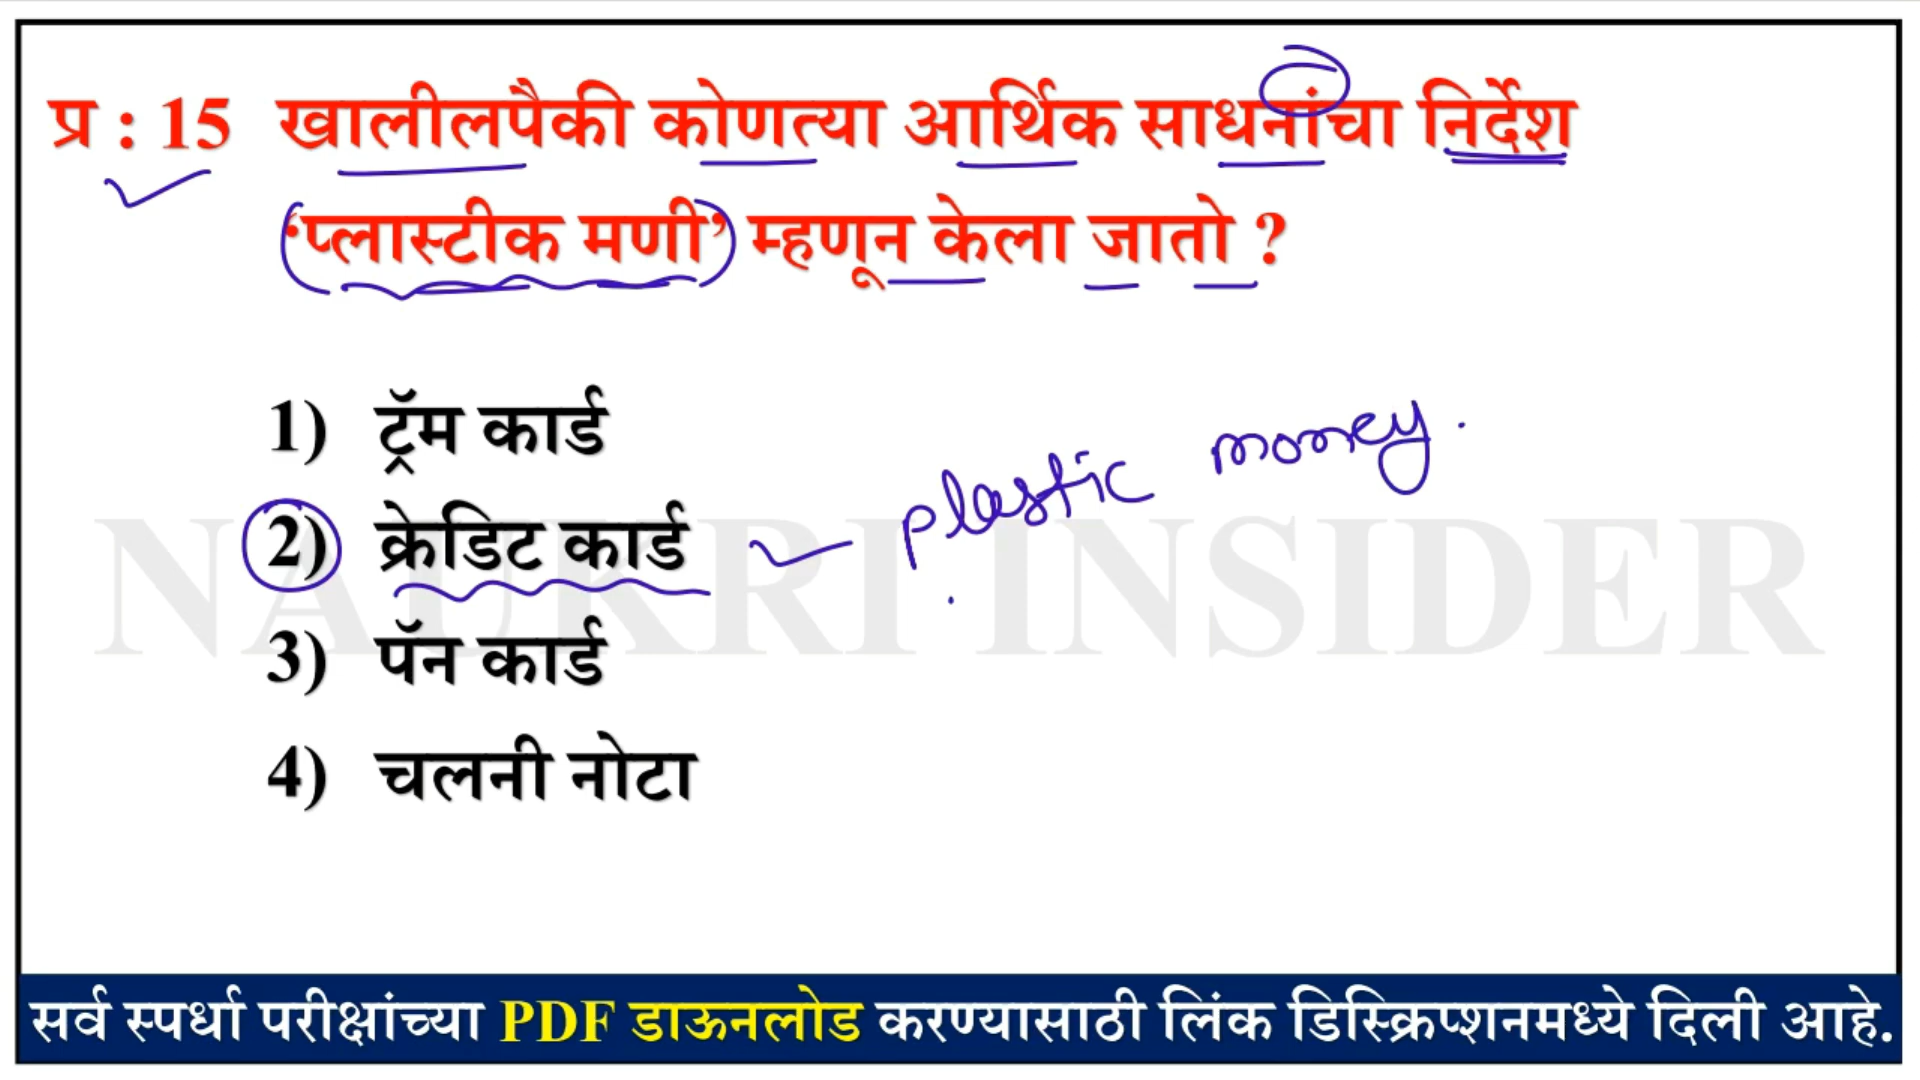 प्र : 15 खालीलपैकी कोणत्या आर्थिक साधनांचा निर्देश
‘प्लास्टीक मणी’ म्हणून केला जातो ?
1) ट्रॅम कार्ड
2) क्रेडिट कार्ड
plastic money.
3) पॅन कार्ड
4) चलनी नोटा
NAUKRI INSIDER
सर्व स्पर्धा परीक्षांच्या PDF डाऊनलोड करण्यासाठी लिंक डिस्क्रिप्शनमध्ये दिली आहे.